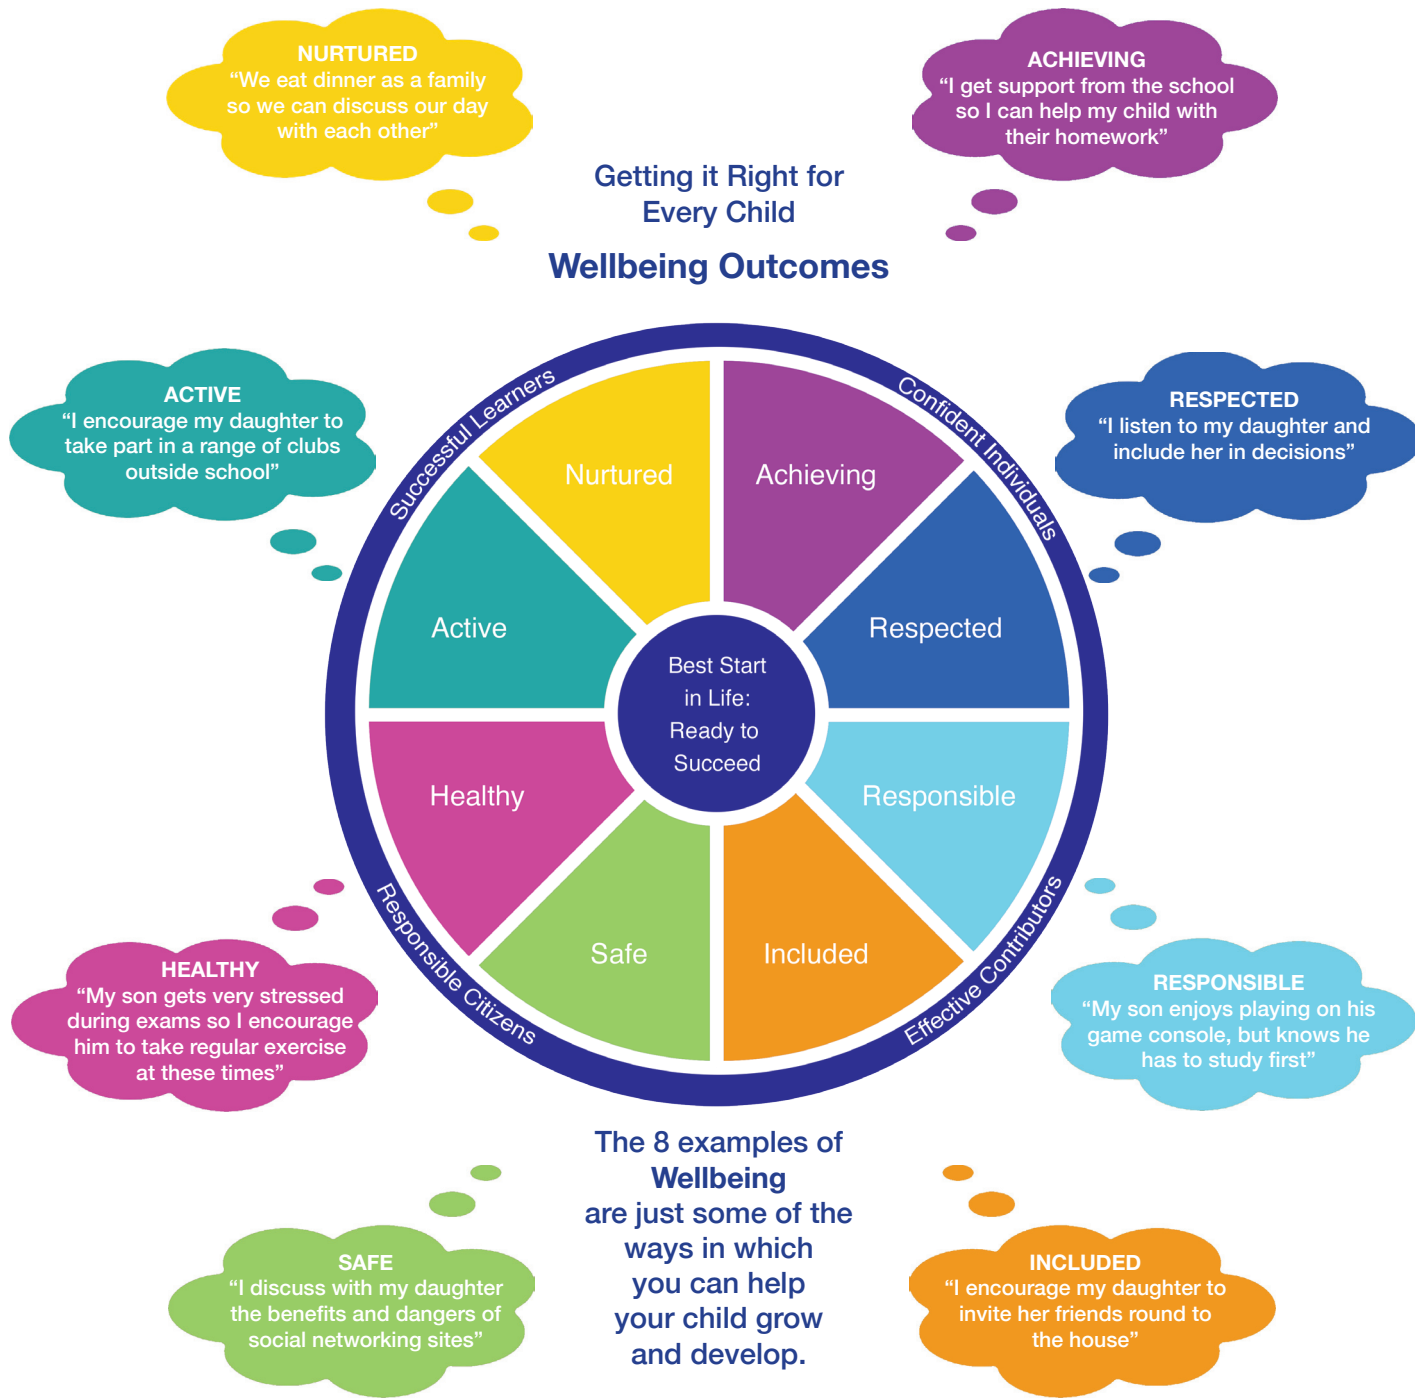 NURTURED
“We eat dinner as a family
so we can discuss our day
with each other”
ACHIEVING
“I get support from the school
so I can help my child with
their homework”
Getting it Right for
Every Child
Wellbeing Outcomes
ACTIVE
“I encourage my daughter to
take part in a range of clubs
outside school”
RESPECTED
“I listen to my daughter and
include her in decisions”
Successful Learners
Confident Individuals
Nurtured
Achieving
Active
Respected
Best Start
in Life:
Ready to
Succeed
Healthy
Responsible
Safe
Included
Responsible Citizens
Effective Contributors
HEALTHY
“My son gets very stressed
during exams so I encourage
him to take regular exercise
at these times”
RESPONSIBLE
“My son enjoys playing on his
game console, but knows he
has to study first”
The 8 examples of
Wellbeing
are just some of the
ways in which
you can help
your child grow
and develop.
SAFE
“I discuss with my daughter
the benefits and dangers of
social networking sites”
INCLUDED
“I encourage my daughter to
invite her friends round to
the house”